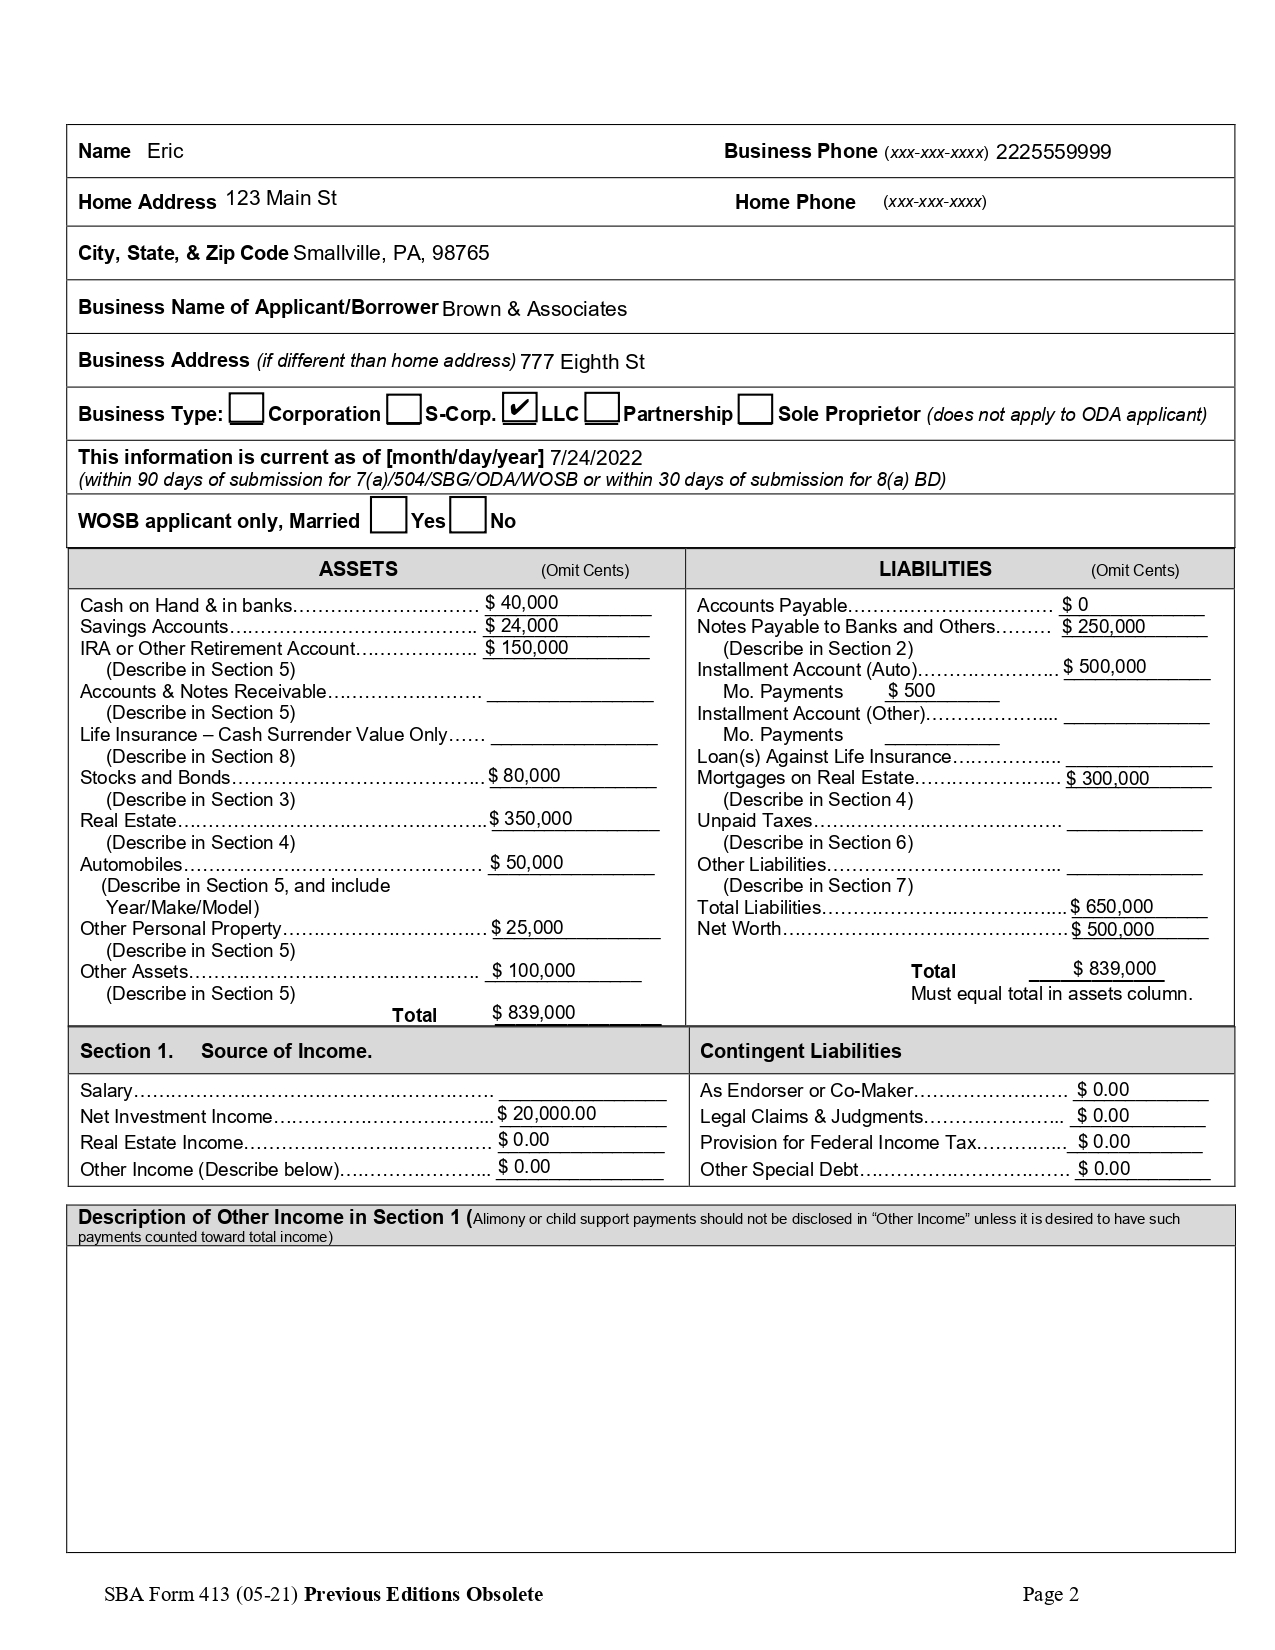 Name Eric Business Phone (xxx-xxx-xxxx) 2225559999
Home Address 123 Main St Home Phone (xxx-xxx-xxxx)
City, State, & Zip Code Smallville, PA, 98765
Business Name of Applicant/Borrower Brown & Associates
Business Address (if different than home address) 777 Eighth St
Business Type: Corporation S-Corp. ✔ LLC Partnership Sole Proprietor (does not apply to ODA applicant)
This information is current as of [month/day/year] 7/24/2022
(within 90 days of submission for 7(a)/504/SBG/ODA/WOSB or within 30 days of submission for 8(a) BD)
WOSB applicant only, Married Yes No
ASSETS (Omit Cents)
Cash on Hand & in banks…………………………. $ 40,000
Savings Accounts………………………………….. $ 24,000
IRA or Other Retirement Account……………….. $ 150,000
(Describe in Section 5)
Accounts & Notes Receivable…………………….
(Describe in Section 5)
Life Insurance – Cash Surrender Value Only……
(Describe in Section 8)
Stocks and Bonds…………………………………... $ 80,000
(Describe in Section 3)
Real Estate………………………………………….. $ 350,000
(Describe in Section 4)
Automobiles…………………………………………. $ 50,000
(Describe in Section 5, and include
Year/Make/Model)
Other Personal Property……………………………. $ 25,000
(Describe in Section 5)
Other Assets………………………………………... $ 100,000
(Describe in Section 5)
Total $ 839,000
LIABILITIES (Omit Cents)
Accounts Payable……………………………. $ 0
Notes Payable to Banks and Others……… $ 250,000
(Describe in Section 2)
Installment Account (Auto)………………….. $ 500,000
Mo. Payments $ 500
Installment Account (Other)………………....
Mo. Payments
Loan(s) Against Life Insurance……………...
Mortgages on Real Estate…………………... $ 300,000
(Describe in Section 4)
Unpaid Taxes………………………………….
(Describe in Section 6)
Other Liabilities………………………………..
(Describe in Section 7)
Total Liabilities………………………………….. $ 650,000
Net Worth………………………………………. $ 500,000
Total $ 839,000
Must equal total in assets column.
Section 1. Source of Income.
Salary…………………………………………………….
Net Investment Income……………………………... $ 20,000.00
Real Estate Income…………………………………. $ 0.00
Other Income (Describe below)…………………... $ 0.00
Contingent Liabilities
As Endorser or Co-Maker……………………. $ 0.00
Legal Claims & Judgments………………….. $ 0.00
Provision for Federal Income Tax…………... $ 0.00
Other Special Debt……………………………. $ 0.00
Description of Other Income in Section 1 (Alimony or child support payments should not be disclosed in “Other Income” unless it is desired to have such
payments counted toward total income)
SBA Form 413 (05-21) Previous Editions Obsolete Page 2